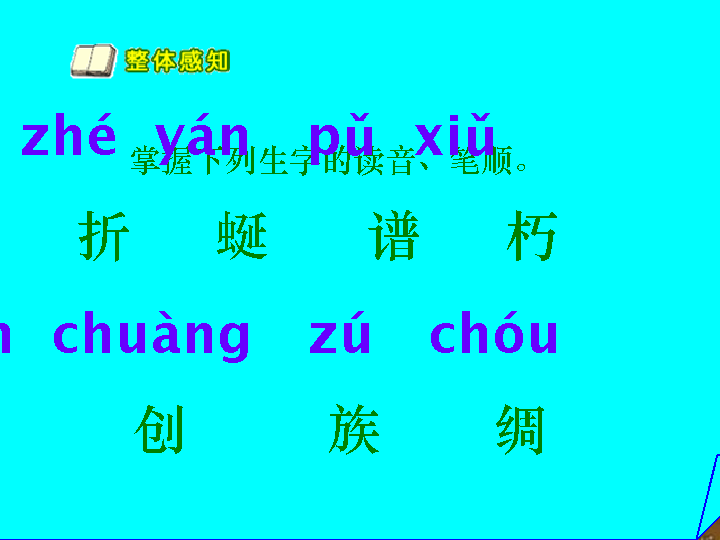 整体感知
zhé yán pǔ xiǔ
掌握下列生字的读音、笔顺。
折 蜒 谱 朽
chuàng zú chóu
创 族 绸